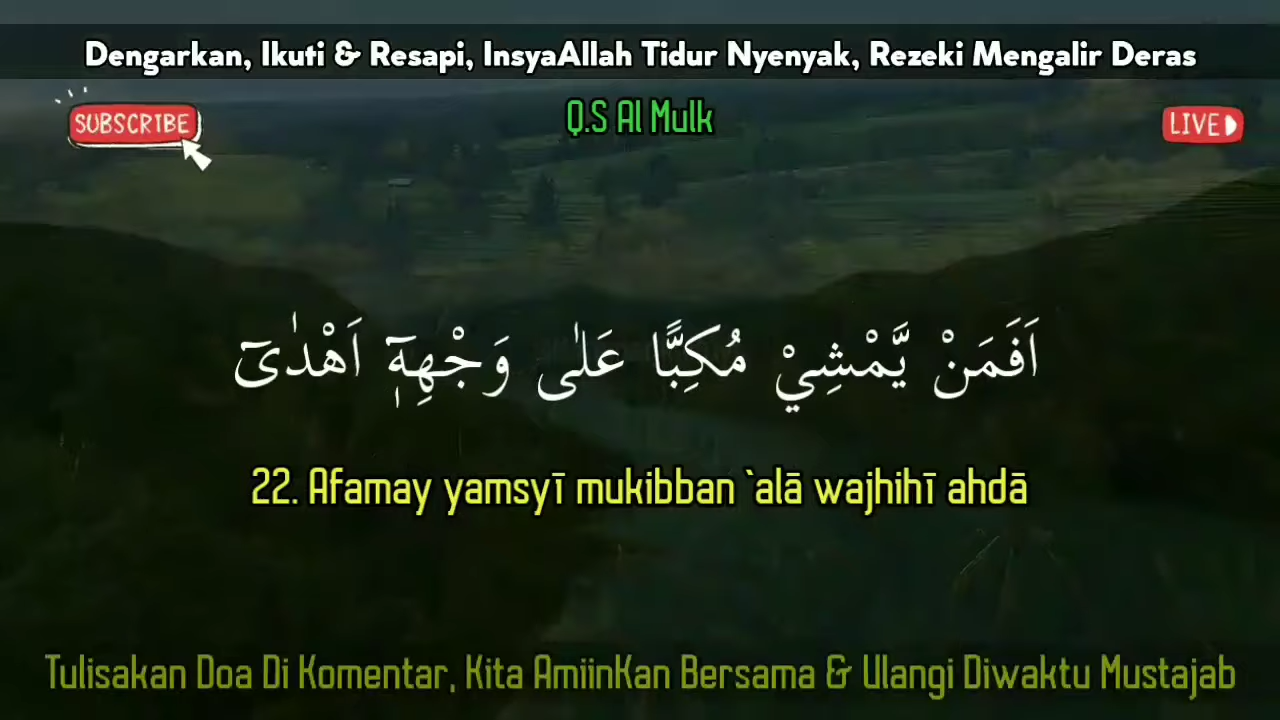 Dengarkan, Ikuti & Resapi, InsyaAllah Tidur Nyenyak, Rezeki Mengalir Deras
SUBSCRIBE
Q.S Al Mulk
LIVE
اَفَمَنْ يَّمْشِيْ مُكِبًّا عَلٰى وَجْهِهٖٓ اَهْدٰىٓ
22. Afamay yamsyī mukibban `alā wajhihī ahdā
Tulisakan Doa Di Komentar, Kita AmiinKan Bersama & Ulangi Diwaktu Mustajab